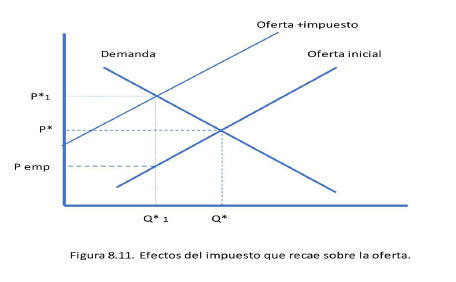 Oferta +impuesto
Demanda
Oferta inicial
P*1
P*
P emp
Q* 1
Q*
Figura 8.11. Efectos del impuesto que recae sobre la oferta.